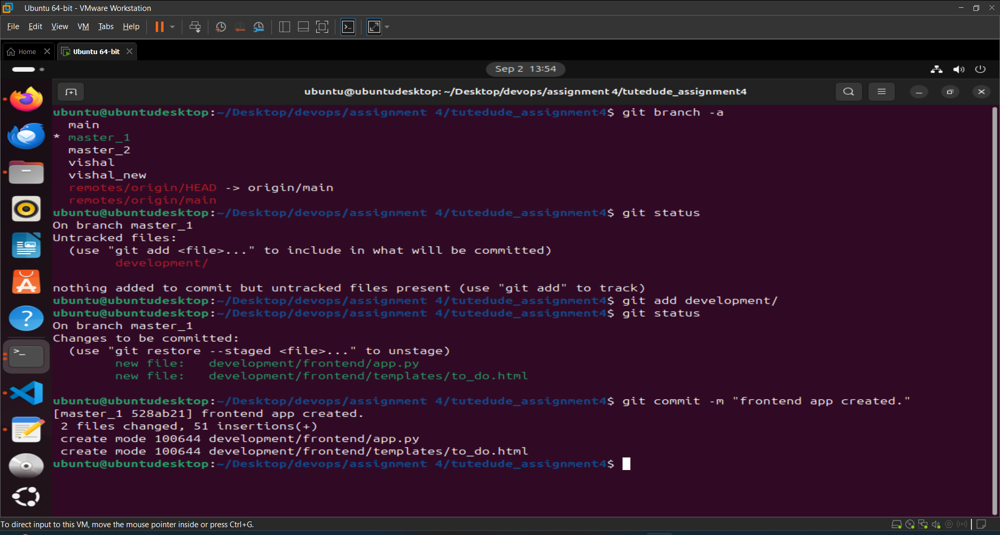 Ubuntu 64-bit - VMware Workstation
File Edit View VM Tabs Help
Home
Ubuntu 64-bit
Sep 2 13:54
ubuntu@ubuntudesktop: ~/Desktop/devops/assignment 4/tutedude_assignment4
ubuntu@ubuntudesktop:~/Desktop/devops/assignment 4/tutedude_assignment4$ git branch -a
main
* master_1
master_2
vishal
vishal_new
remotes/origin/HEAD -> origin/main
remotes/origin/main
ubuntu@ubuntudesktop:~/Desktop/devops/assignment 4/tutedude_assignment4$ git status
On branch master_1
Untracked files:
(use "git add <file>..." to include in what will be committed)
development/
nothing added to commit but untracked files present (use "git add" to track)
ubuntu@ubuntudesktop:~/Desktop/devops/assignment 4/tutedude_assignment4$ git add development/
ubuntu@ubuntudesktop:~/Desktop/devops/assignment 4/tutedude_assignment4$ git status
On branch master_1
Changes to be committed:
(use "git restore --staged <file>..." to unstage)
new file:   development/frontend/app.py
new file:   development/frontend/templates/to_do.html
ubuntu@ubuntudesktop:~/Desktop/devops/assignment 4/tutedude_assignment4$ git commit -m "frontend app created."
[master_1 528ab21] frontend app created.
2 files changed, 51 insertions(+)
create mode 100644 development/frontend/app.py
create mode 100644 development/frontend/templates/to_do.html
ubuntu@ubuntudesktop:~/Desktop/devops/assignment 4/tutedude_assignment4$
To direct input to this VM, move the mouse pointer inside or press Ctrl+G.